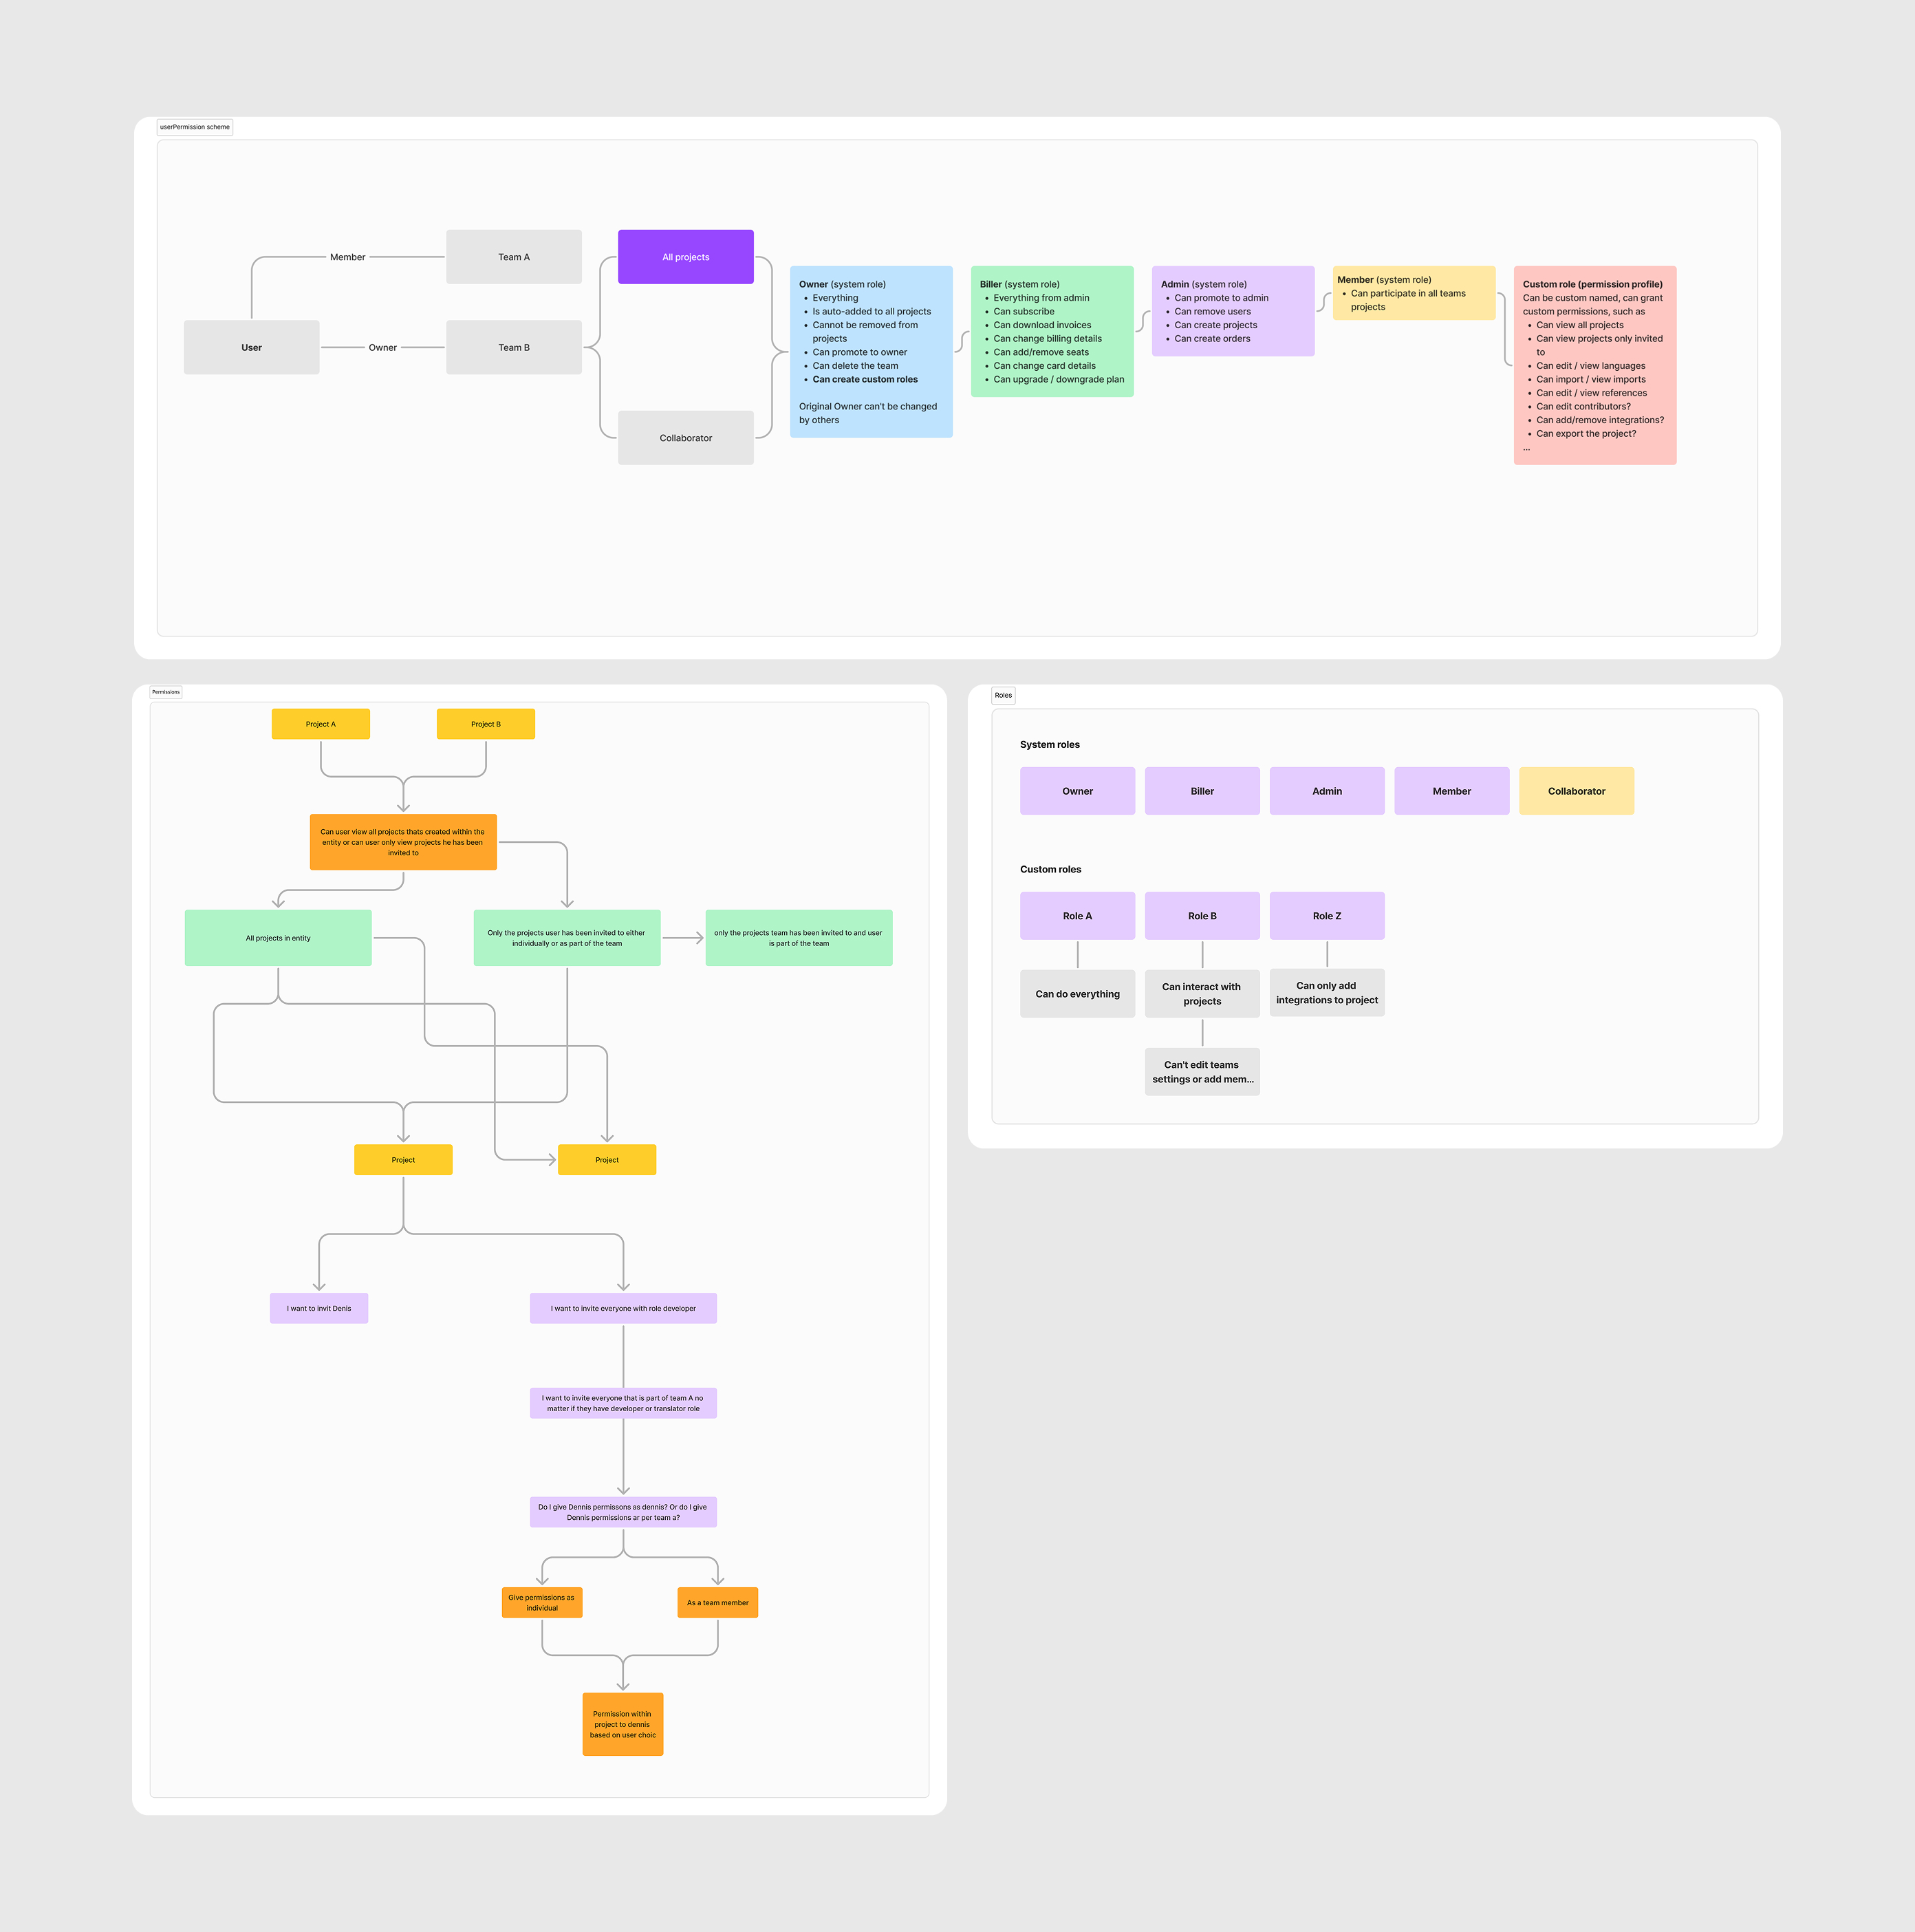 userPermission scheme
Member
Team A
All projects
User
Owner
Team B
Collaborator
Owner (system role)
• Everything
• Is auto-added to all projects
• Cannot be removed from
projects
• Can promote to owner
• Can delete the team
• Can create custom roles
Original Owner can't be changed
by others
Biller (system role)
• Everything from admin
• Can subscribe
• Can download invoices
• Can change billing details
• Can add/remove seats
• Can change card details
• Can upgrade / downgrade plan
Admin (system role)
• Can promote to admin
• Can remove users
• Can create projects
• Can create orders
Member (system role)
• Can participate in all teams
projects
Custom role (permission profile)
Can be custom named, can grant
custom permissions, such as
• Can view all projects
• Can view projects only invited
to
• Can edit / view languages
• Can import / view imports
• Can edit / view references
• Can edit contributors?
• Can add/remove integrations?
• Can export the project?
...
Permissions
Project A
Project B
Can user view all projects thats created within the
entity or can user only view projects he has been
invited to
All projects in entity
Only the projects user has been invited to either
individually or as part of the team
only the projects team has been invited to and user
is part of the team
Project
Project
I want to invit Denis
I want to invite everyone with role developer
I want to invite everyone that is part of team A no
matter if they have developer or translator role
Do I give Dennis permissons as dennis? Or do I give
Dennis permissions ar per team a?
Give permissions as
individual
As a team member
Permission within
project to dennis
based on user choic
Roles
System roles
Owner
Biller
Admin
Member
Collaborator
Custom roles
Role A
Role B
Role Z
Can do everything
Can interact with
projects
Can only add
integrations to project
Can't edit teams
settings or add mem...